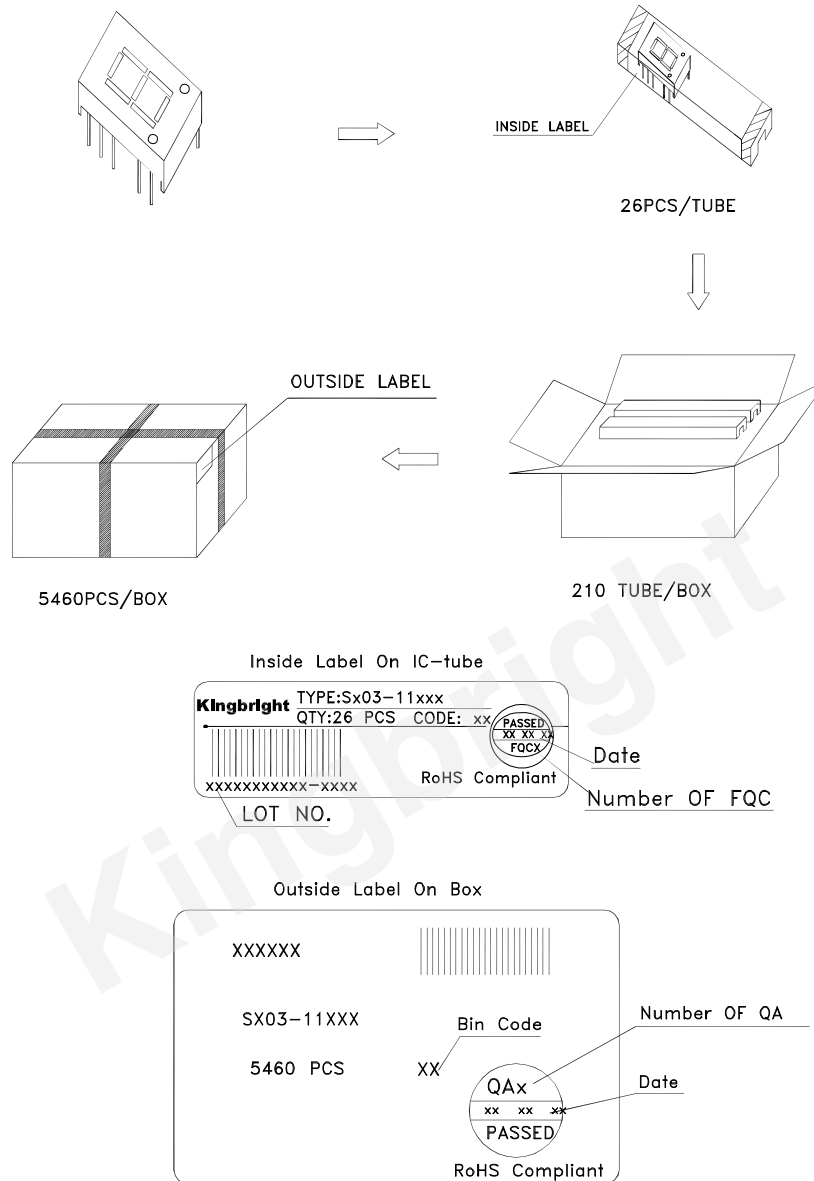 INSIDE LABEL
26PCS/TUBE
OUTSIDE LABEL
5460PCS/BOX
210 TUBE/BOX
Inside Label On IC-tube
Kingbright
TYPE:Sx03-11xxx
QTY:26 PCS CODE: xx
PASSED
xx xx xx
FQCX
Date
RoHS Compliant
xxxxxxxxxxx-xxxx
Number OF FQC
LOT NO.
Outside Label On Box
XXXXXX
SX03-11XXX
Bin Code
Number OF QA
5460 PCS
XX
QAx
Date
xx xx xx
PASSED
RoHS Compliant
Kingbright